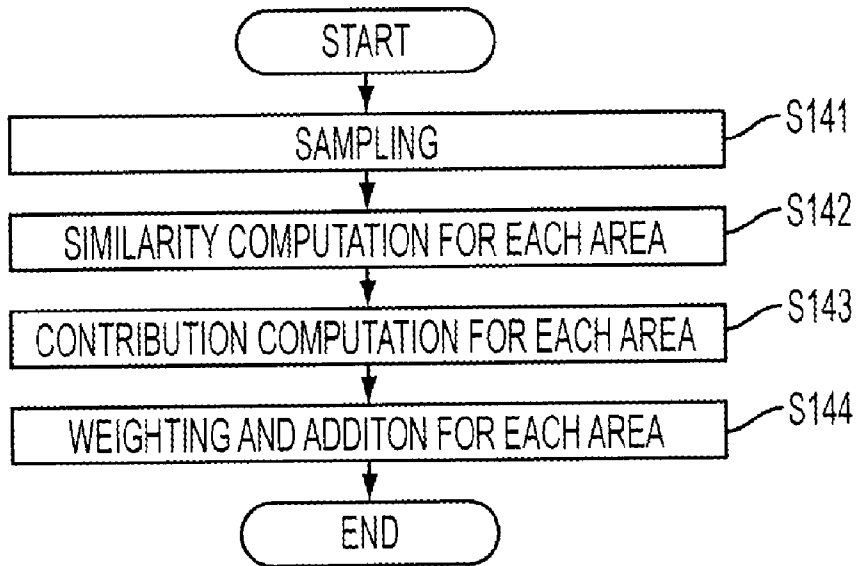 START
SAMPLING
S141
SIMILARITY COMPUTATION FOR EACH AREA
S142
CONTRIBUTION COMPUTATION FOR EACH AREA
S143
WEIGHTING AND ADDITON FOR EACH AREA
S144
END